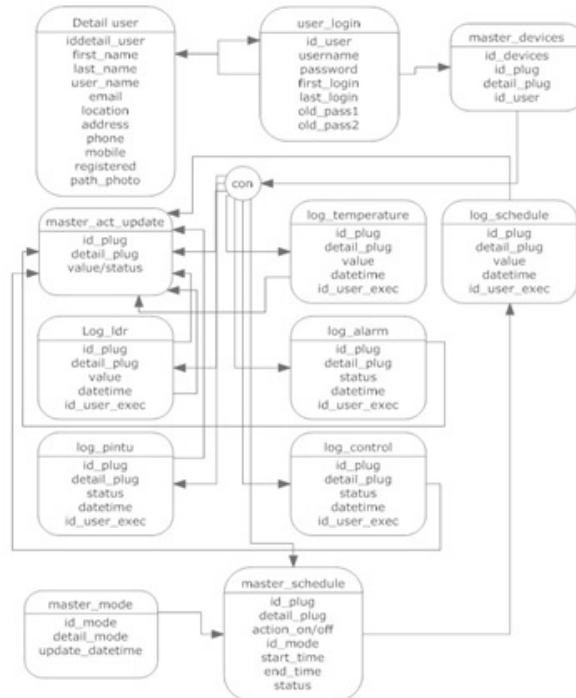 Detail user
iddetail_user
first_name
last_name
user_name
email
location
address
phone
mobile
registered
path_photo
user_login
id_user
username
password
first_login
last_login
old_pass1
old_pass2
master_devices
id_devices
id_plug
detail_plug
id_user
con
master_act_update
id_plug
detail_plug
value/status
log_temperature
id_plug
detail_plug
value
datetime
id_user_exec
log_schedule
id_plug
detail_plug
value
datetime
id_user_exec
Log_ldr
id_plug
detail_plug
value
datetime
id_user_exec
log_alarm
id_plug
detail_plug
status
datetime
id_user_exec
log_pintu
id_plug
detail_plug
status
datetime
id_user_exec
log_control
id_plug
detail_plug
status
datetime
id_user_exec
master_mode
id_mode
detail_mode
update_datetime
master_schedule
id_plug
detail_plug
action_on/off
id_mode
start_time
end_time
status